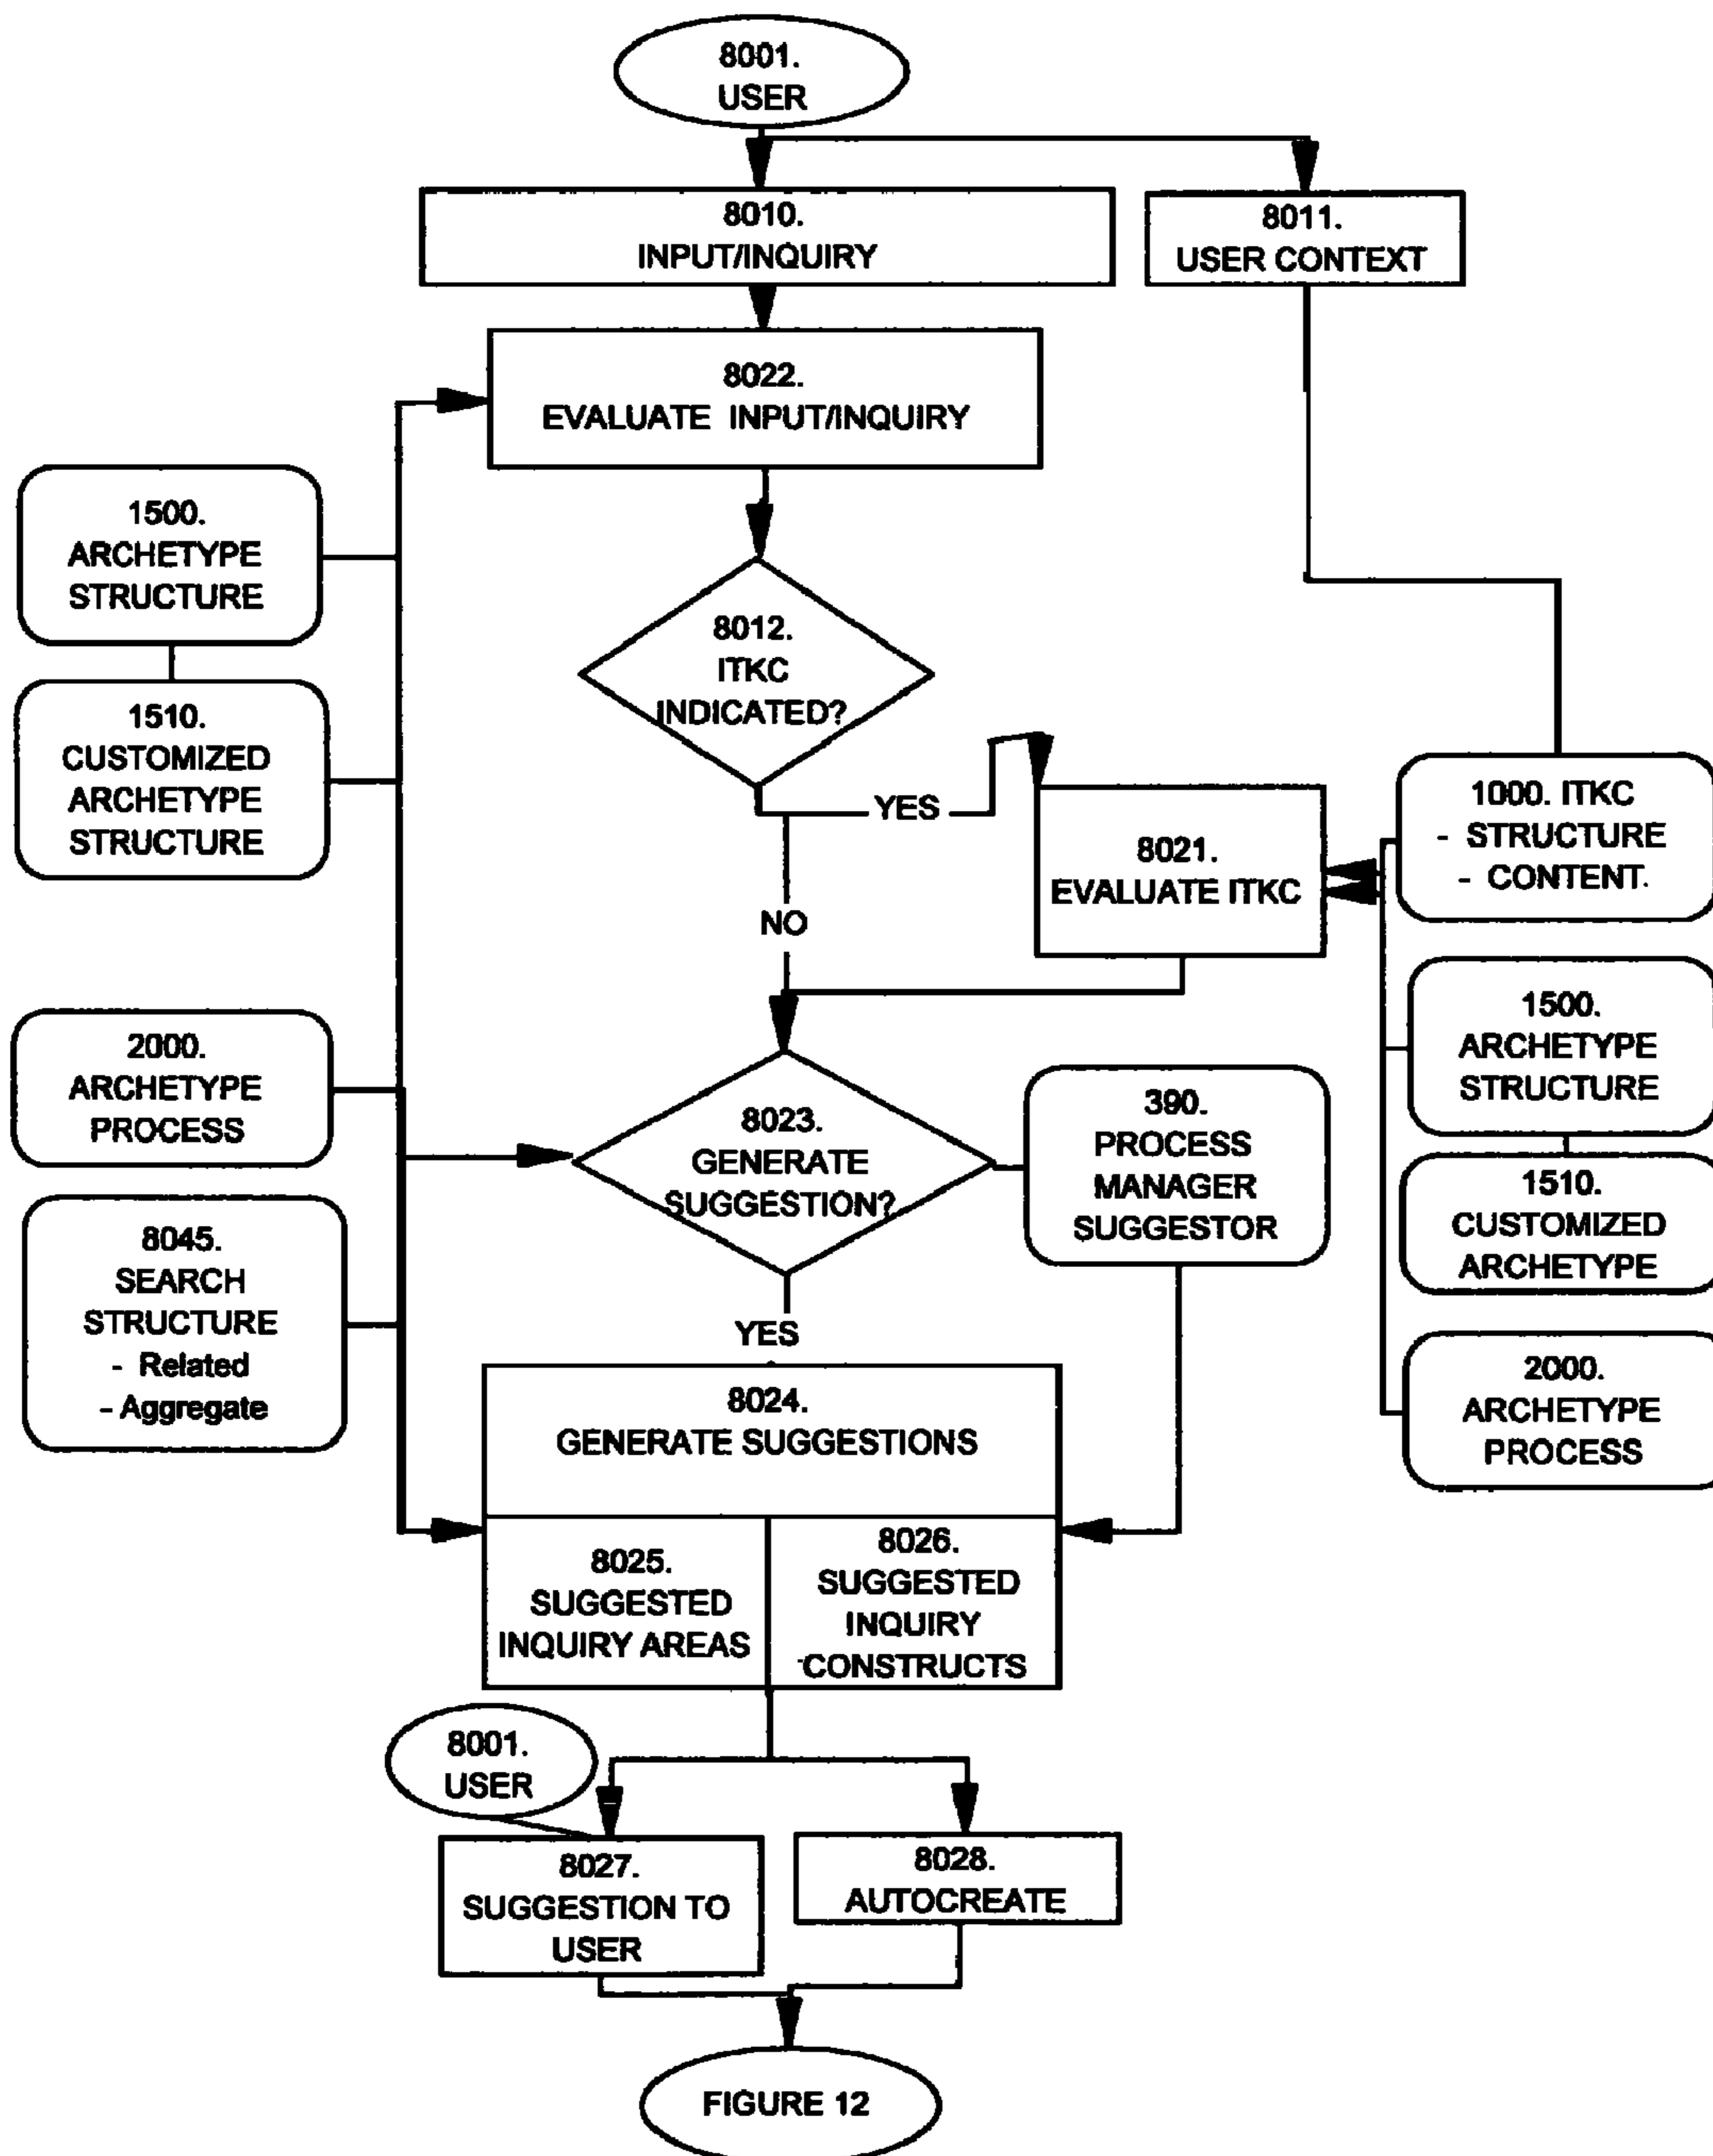 8001.
USER
8010.
INPUT/INQUIRY
8011.
USER CONTEXT
8022.
EVALUATE INPUT/INQUIRY
1500.
ARCHETYPE
STRUCTURE
8012.
ITKC
INDICATED?
1510.
CUSTOMIZED
ARCHETYPE
STRUCTURE
YES
NO
8021.
EVALUATE ITKC
1000. ITKC
- STRUCTURE
- CONTENT.
1500.
ARCHETYPE
STRUCTURE
2000.
ARCHETYPE
PROCESS
8023.
GENERATE
SUGGESTION?
390.
PROCESS
MANAGER
SUGGESTOR
1510.
CUSTOMIZED
ARCHETYPE
8045.
SEARCH
STRUCTURE
- Related
- Aggregate
YES
2000.
ARCHETYPE
PROCESS
8024.
GENERATE SUGGESTIONS
8025.
SUGGESTED
INQUIRY AREAS
8026.
SUGGESTED
INQUIRY
CONSTRUCTS
8001.
USER
8027.
SUGGESTION TO
USER
8028.
AUTOCREATE
FIGURE 12